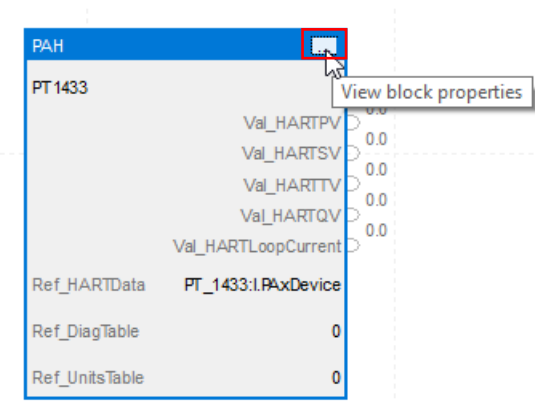 PAH
...
PT1433
View block properties
Val_HARTPV 0.0
Val_HARTSV 0.0
Val_HARTTV 0.0
Val_HARTQV 0.0
Val_HARTLoopCurrent 0.0
Ref_HARTData PT_1433:I.PAxDevice
Ref_DiagTable 0
Ref_UnitsTable 0